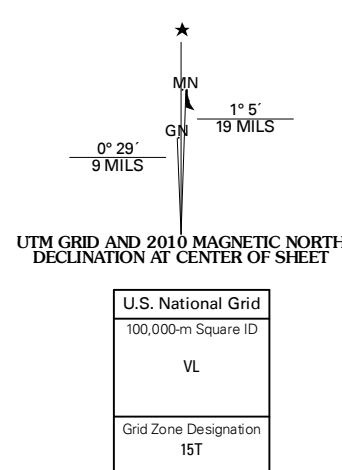 MN
1° 5´
19 MILS
GN
0° 29´
9 MILS
UTM GRID AND 2010 MAGNETIC NORTH
DECLINATION AT CENTER OF SHEET
U.S. National Grid
100,000-m Square ID
VL
Grid Zone Designation
15T